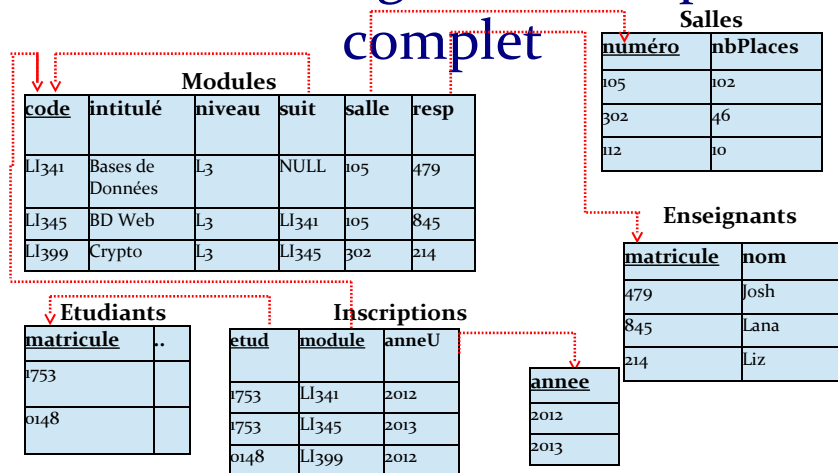 complet
Salles
numéro nbPlaces
105 102
302 46
112 10
Modules
code intitulé niveau suit salle resp
LI341 Bases de Données L3 NULL 105 479
LI345 BD Web L3 LI341 105 845
LI399 Crypto L3 LI345 302 214
Enseignants
matricule nom
479 Josh
845 Lana
214 Liz
Etudiants
matricule ..
1753
0148
Inscriptions
etud module anneU
1753 LI341 2012
1753 LI345 2013
0148 LI399 2012
annee
2012
2013